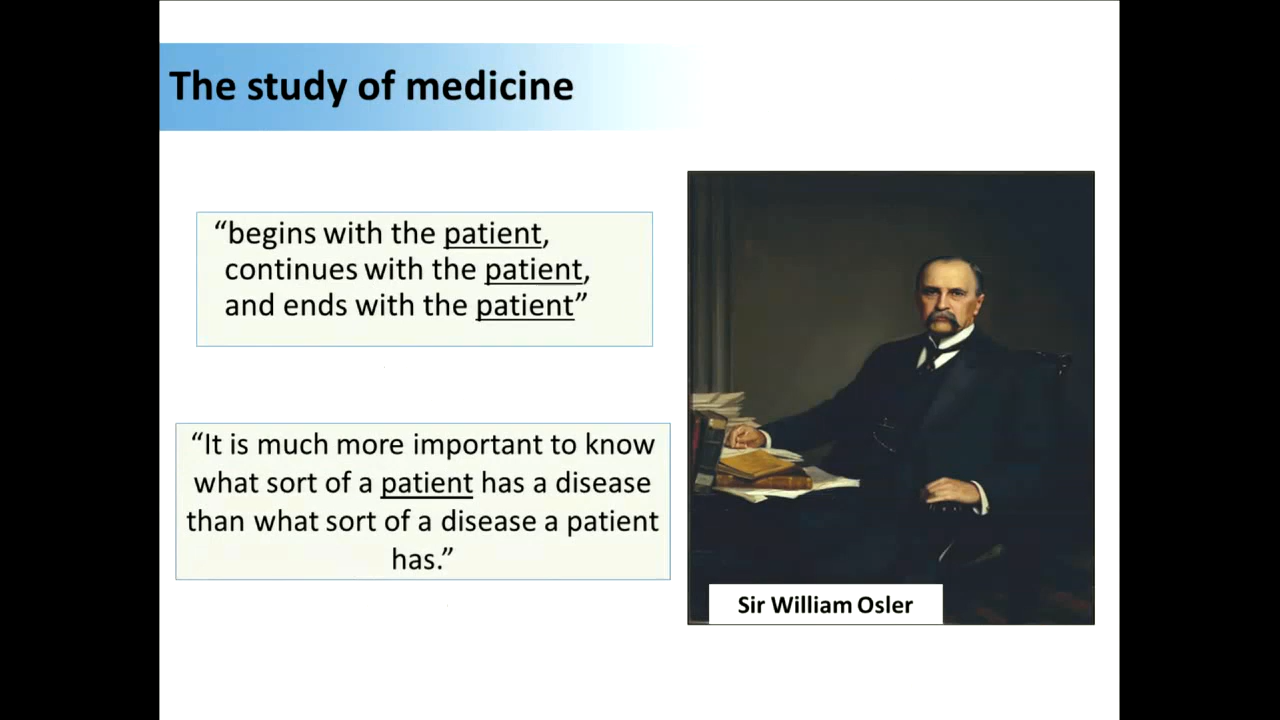 The study of medicine
“begins with the patient,
continues with the patient,
and ends with the patient”
“It is much more important to know
what sort of a patient has a disease
than what sort of a disease a patient
has.”
Sir William Osler